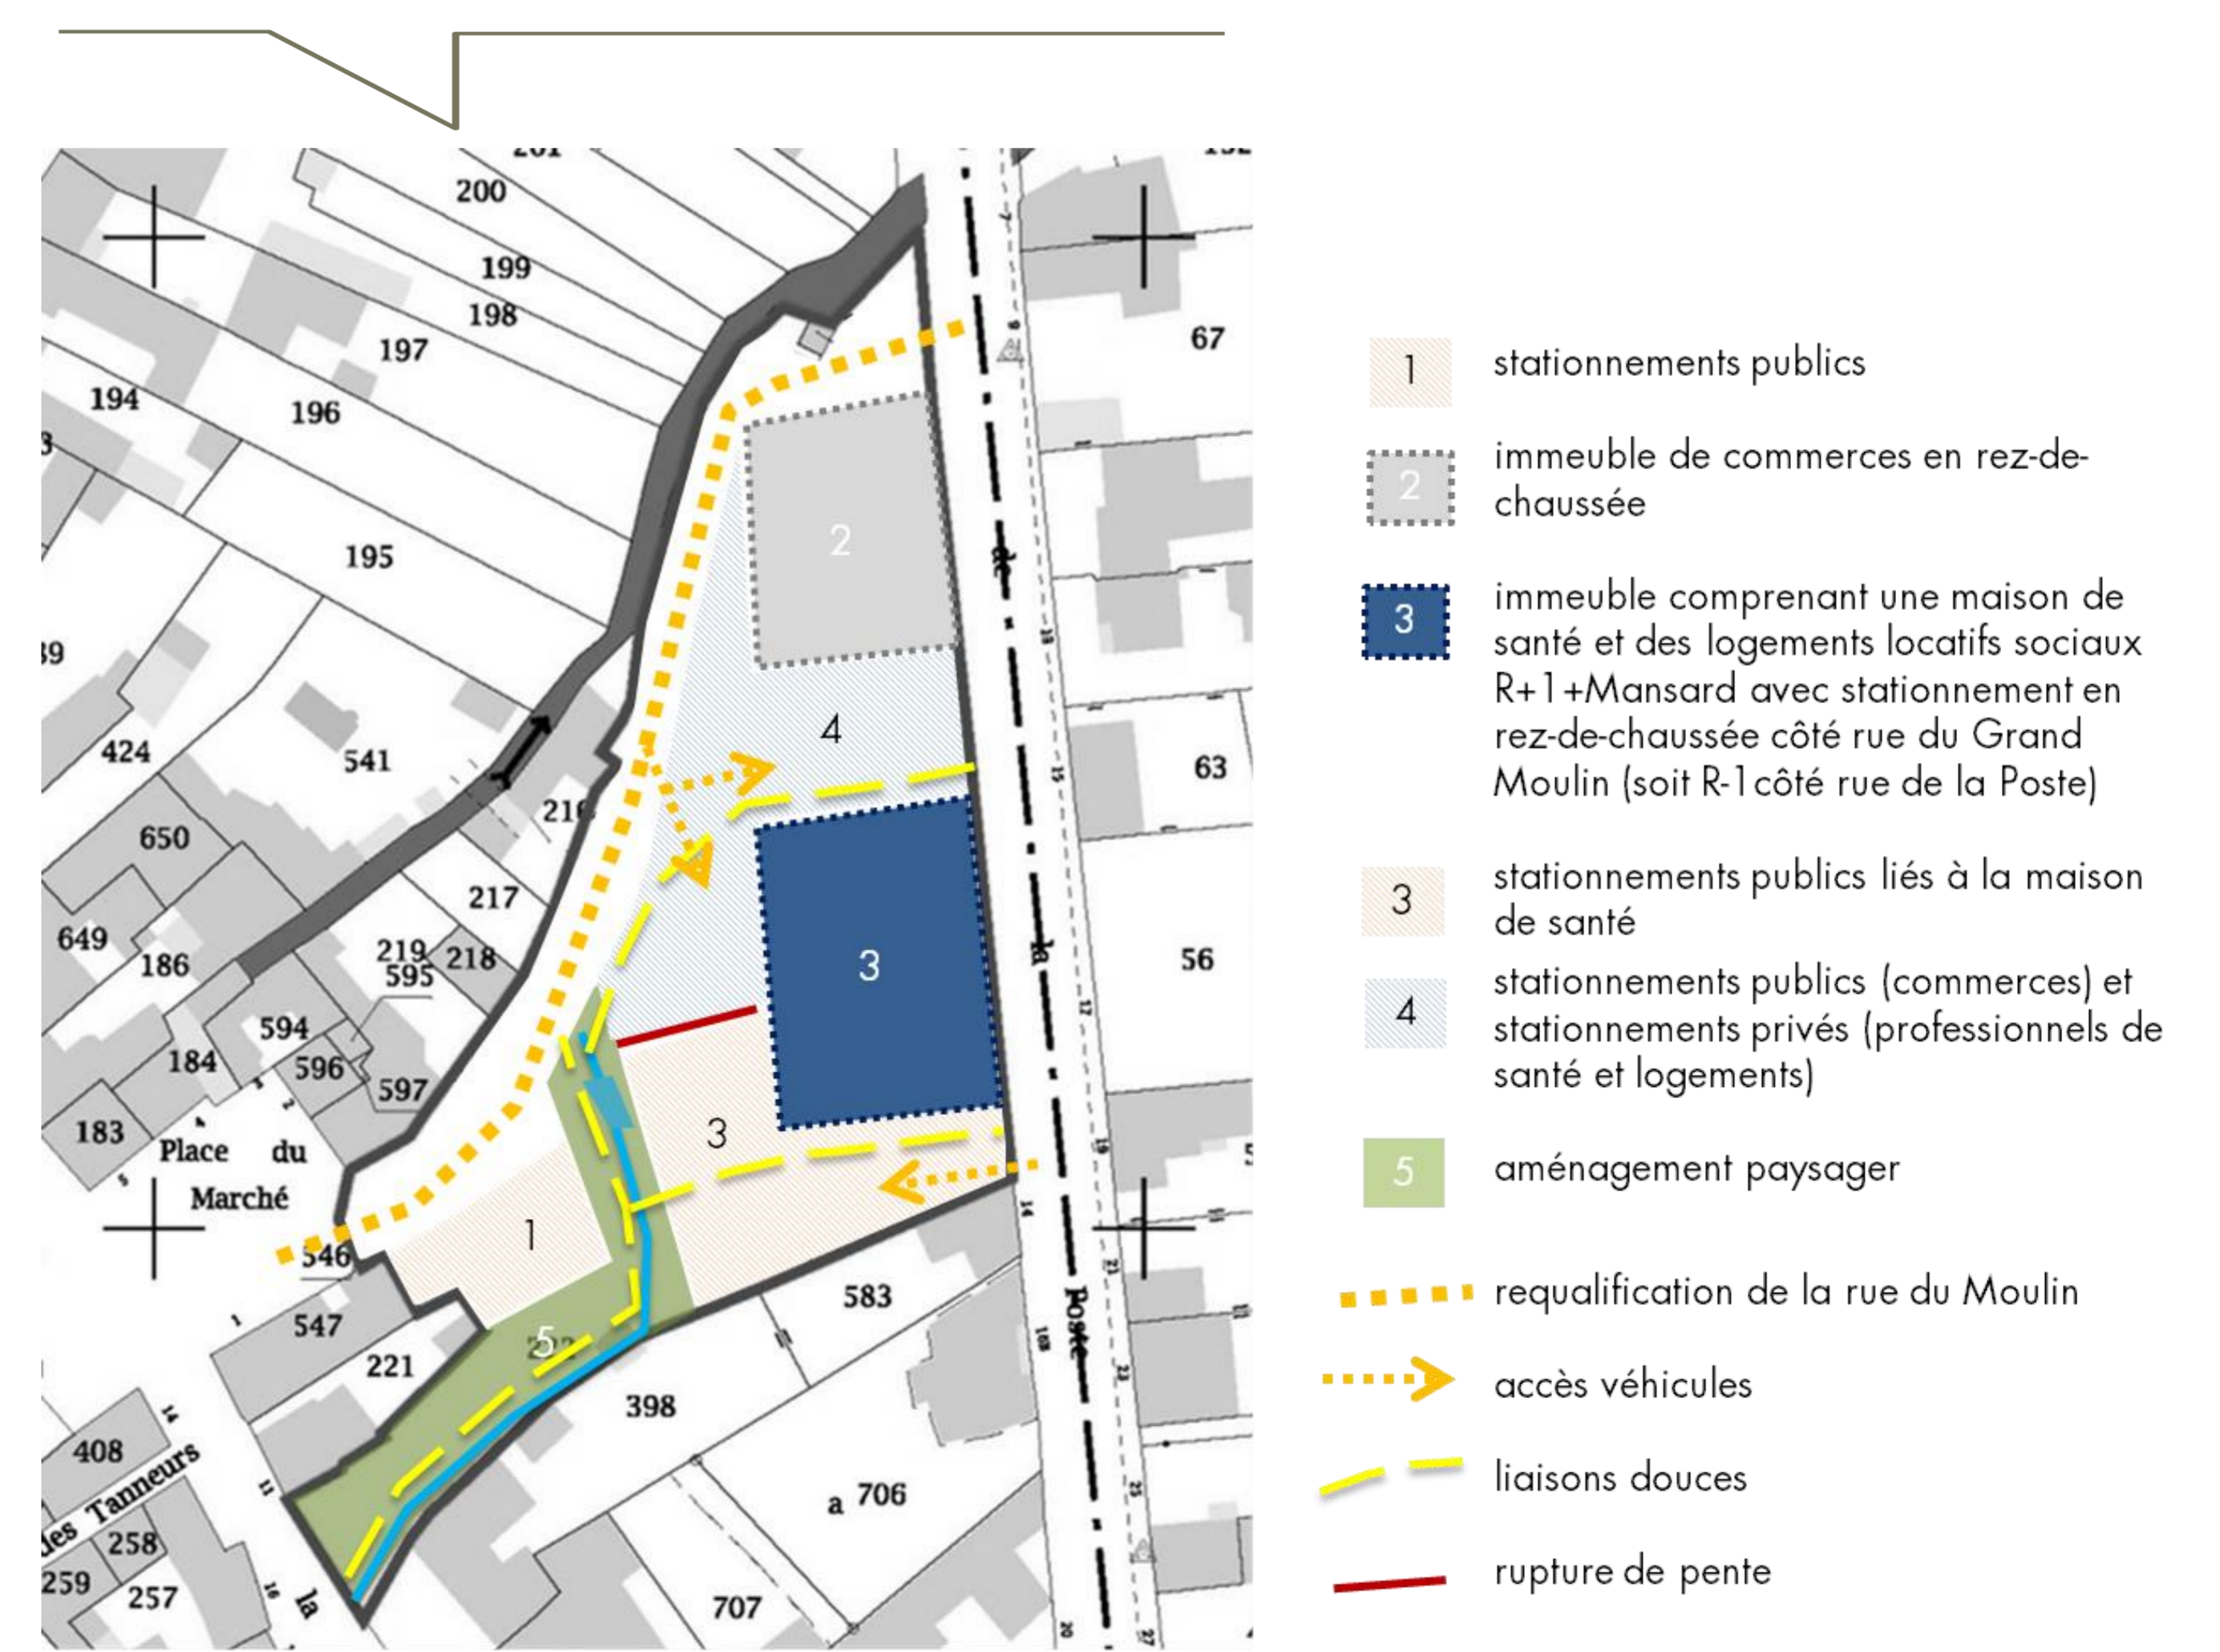 200
199
198
197
67
194
196
195
2
424
541
4
63
216
650
217
649
186
219
595
218
3
56
594
184
596
597
183
Place du
Marché
3
1
546
547
583
221
5
398
408
des Tanneurs
258
259
257
la
a 706
707
de
la
Poste
1
stationnements publics
2
immeuble de commerces en rez-de-
chaussée
3
immeuble comprenant une maison de
santé et des logements locatifs sociaux
R+1+Mansard avec stationnement en
rez-de-chaussée côté rue du Grand
Moulin (soit R-1côté rue de la Poste)
3
stationnements publics liés à la maison
de santé
4
stationnements publics (commerces) et
stationnements privés (professionnels de
santé et logements)
5
aménagement paysager
requalification de la rue du Moulin
accès véhicules
liaisons douces
rupture de pente